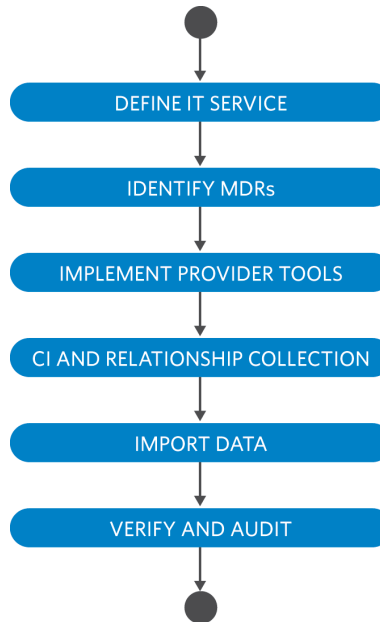 DEFINE IT SERVICE
IDENTIFY MDRs
IMPLEMENT PROVIDER TOOLS
CI AND RELATIONSHIP COLLECTION
IMPORT DATA
VERIFY AND AUDIT